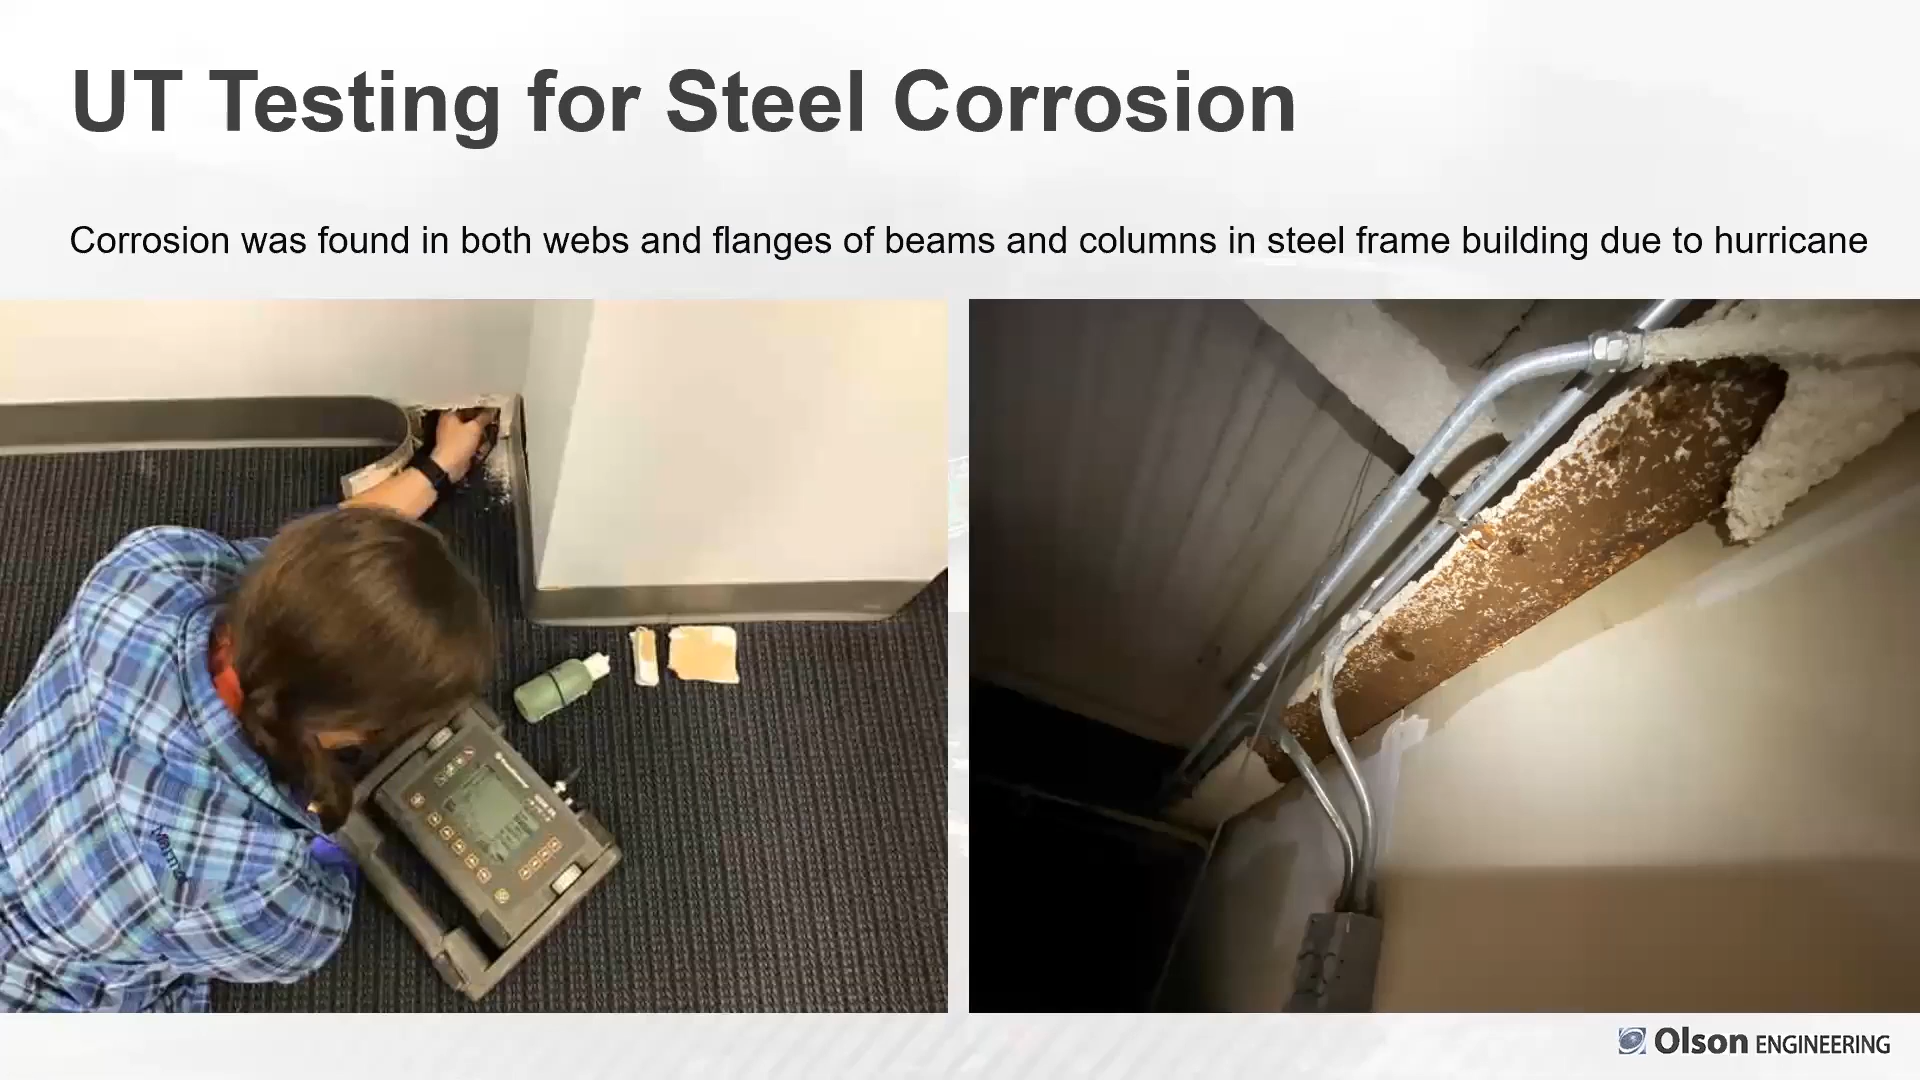 UT Testing for Steel Corrosion
Corrosion was found in both webs and flanges of beams and columns in steel frame building due to hurricane
Olson ENGINEERING